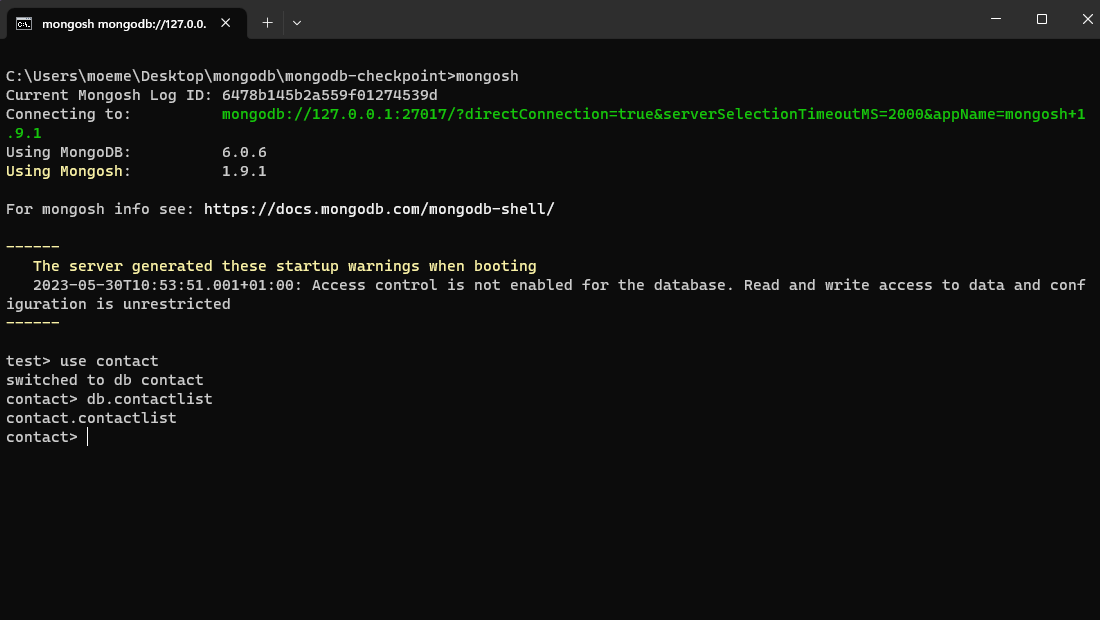 mongosh mongodb://127.0.0.
C:\Users\moeme\Desktop\mongodb\mongodb-checkpoint>mongosh
Current Mongosh Log ID: 6478b145b2a559f01274539d
Connecting to:          mongodb://127.0.0.1:27017/?directConnection=true&serverSelectionTimeoutMS=2000&appName=mongosh+1
.9.1
Using MongoDB:          6.0.6
Using Mongosh:          1.9.1
For mongosh info see: https://docs.mongodb.com/mongodb-shell/
------
   The server generated these startup warnings when booting
   2023-05-30T10:53:51.001+01:00: Access control is not enabled for the database. Read and write access to data and conf
iguration is unrestricted
------
test> use contact
switched to db contact
contact> db.contactlist
contact.contactlist
contact>